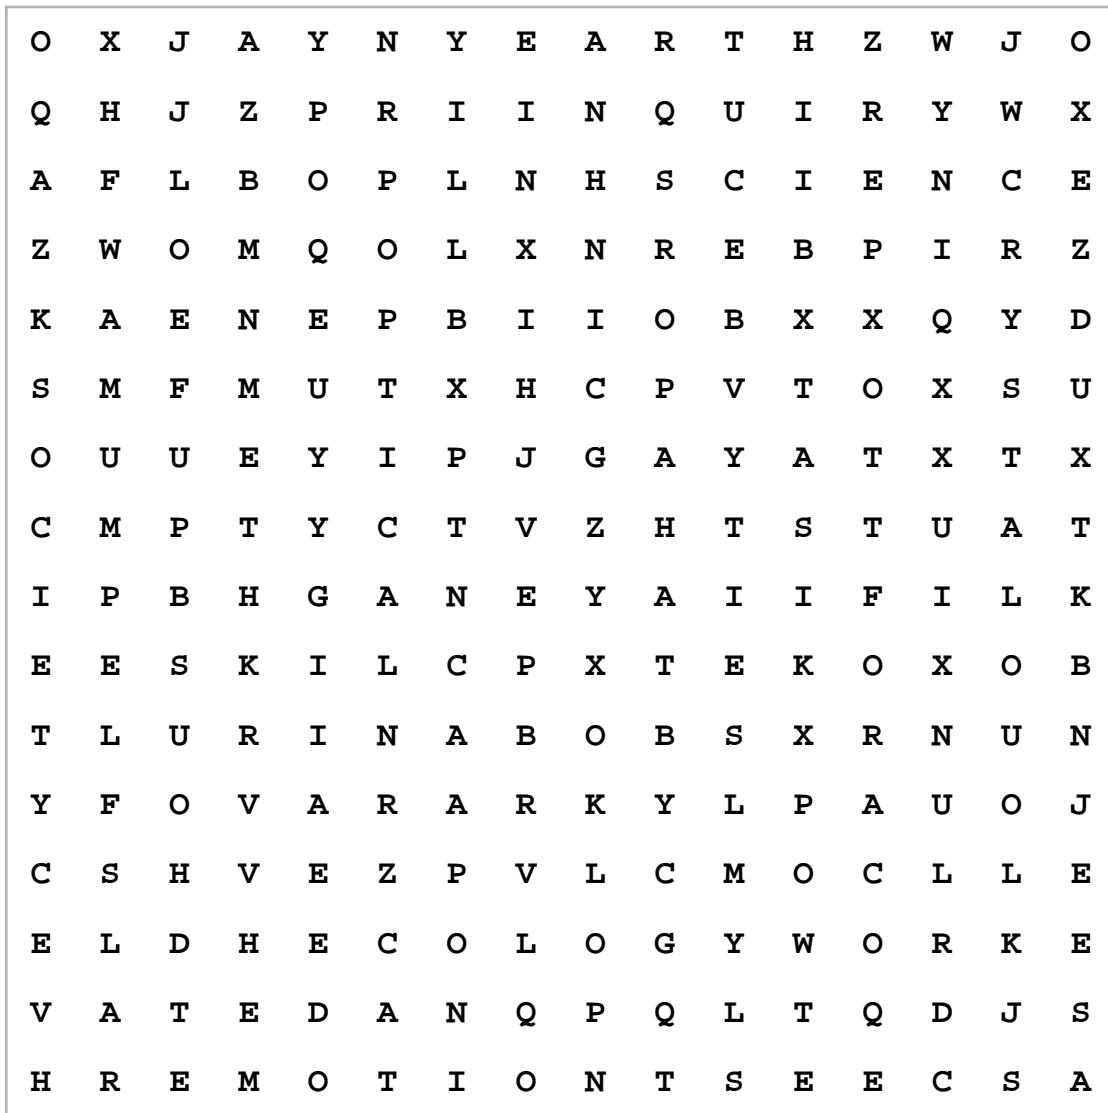 O X J A Y N Y E A R T H Z W J O
Q H J Z P R I I N Q U I R Y W X
A F L B O P L N H S C I E N C E
Z W O M Q O L X N R E B P I R Z
K A E N E P B I I O B X X Q Y D
S M F M U T X H C P V T O X S U
O U U E Y I P J G A Y A T X T X
C M P T Y C T V Z H T S T U A T
I P B H G A N E Y A I I F I L K
E E S K I L C P X T E K O X O B
T L U R I N A B O B S X R N U N
Y F O V A R A R K Y L P A U O J
C S H V E Z P V L C M O C L L E
E L D H E C O L O G Y W O R K E
V A T E D A N Q P Q L T Q D J S
H R E M O T I O N T S E E C S A